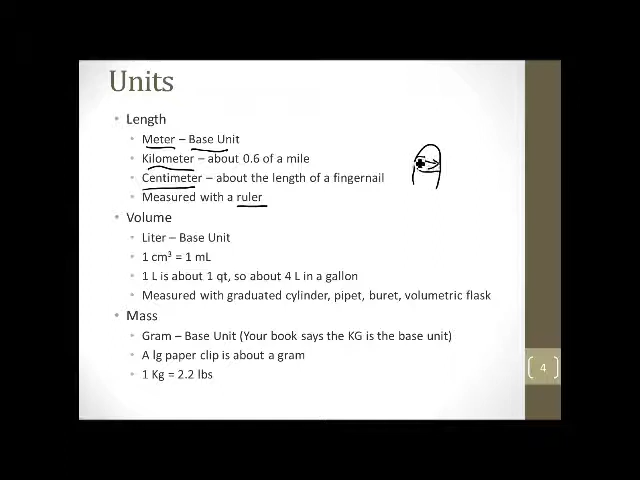 Units
• Length
• Meter – Base Unit
• Kilometer – about 0.6 of a mile
• Centimeter – about the length of a fingernail
• Measured with a ruler
• Volume
• Liter – Base Unit
• 1 cm³ = 1 mL
• 1 L is about 1 qt, so about 4 L in a gallon
• Measured with graduated cylinder, pipet, buret, volumetric flask
• Mass
• Gram – Base Unit (Your book says the KG is the base unit)
• A lg paper clip is about a gram
• 1 Kg = 2.2 lbs
4